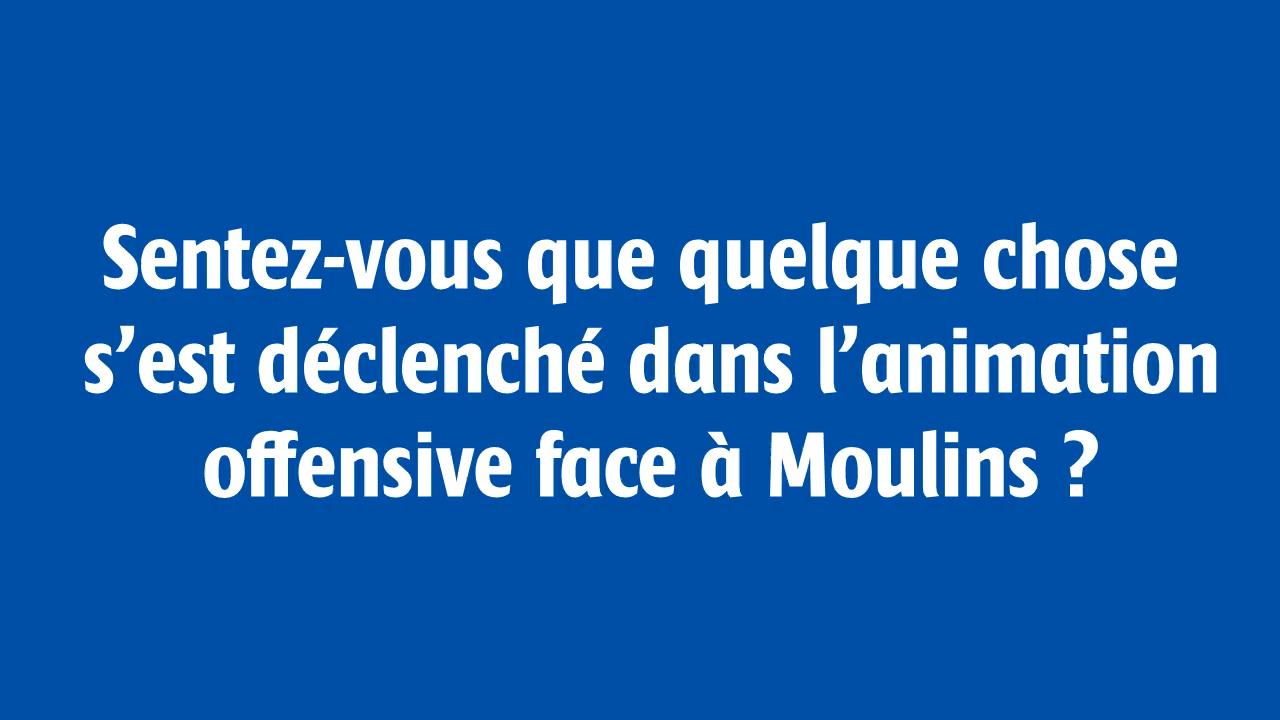 Sentez-vous que quelque chose
s’est déclenché dans l’animation
offensive face à Moulins ?